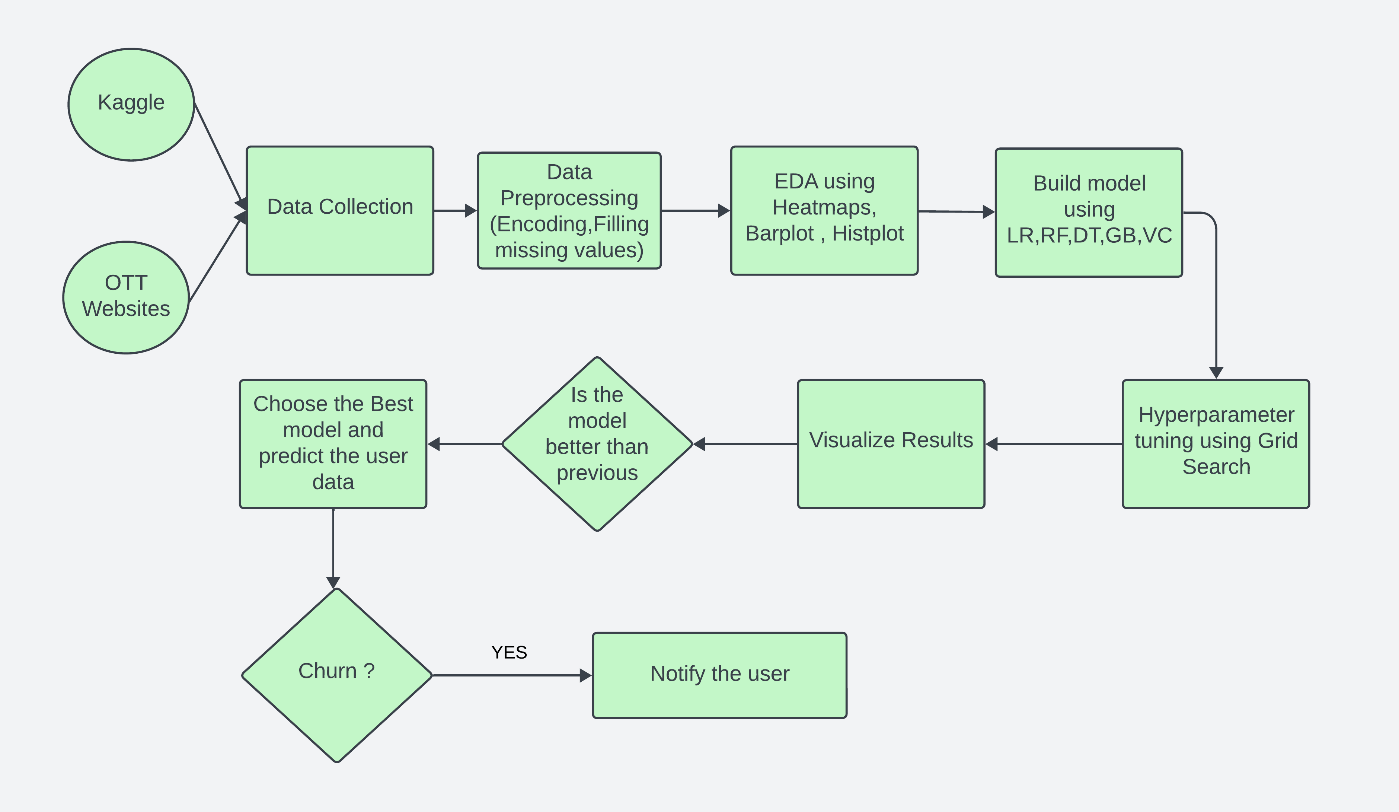 Kaggle
OTT
Websites
Data Collection
Data
Preprocessing
(Encoding,Filling
missing values)
EDA using
Heatmaps,
Barplot , Histplot
Build model
using
LR,RF,DT,GB,VC
Hyperparameter
tuning using Grid
Search
Visualize Results
Is the
model
better than
previous
Choose the Best
model and
predict the user
data
Churn ?
YES
Notify the user